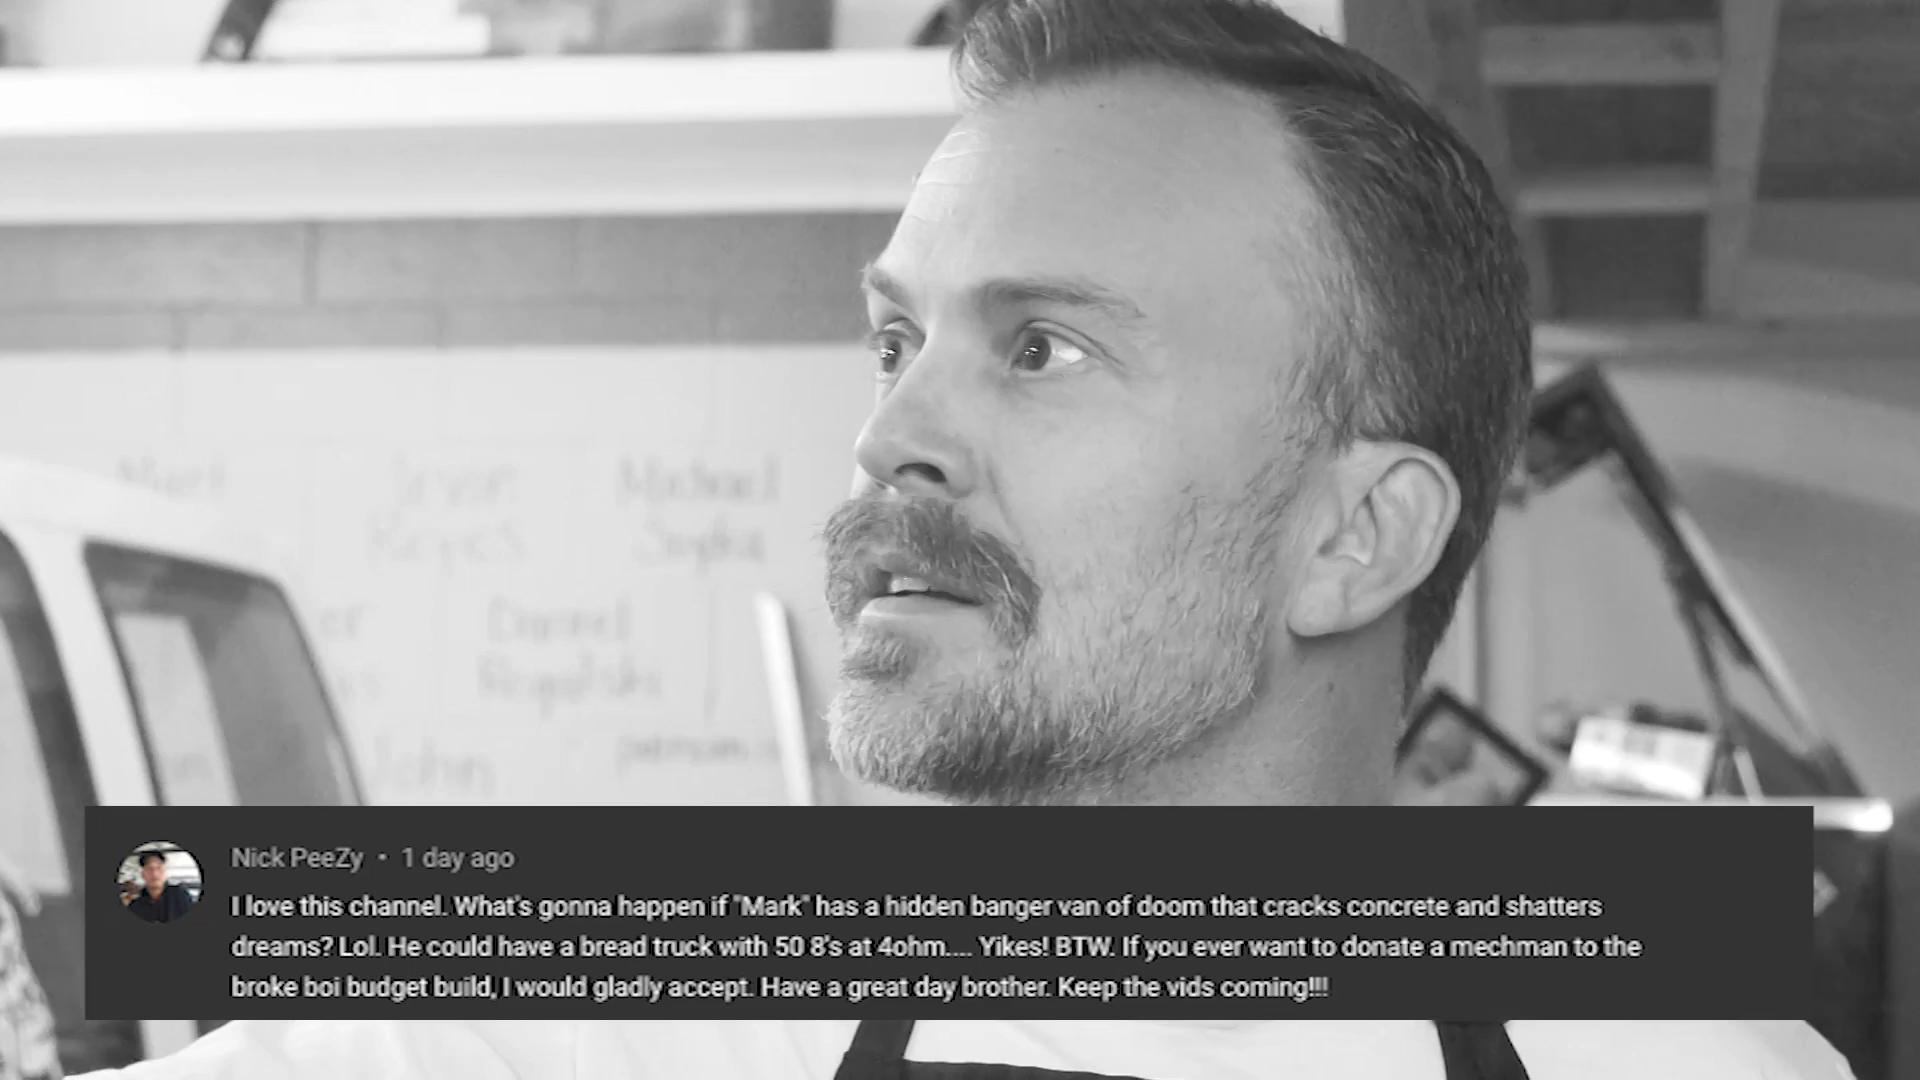 Michael
Reyes
Darrel
John
Nick PeeZy • 1 day ago
I love this channel. What's gonna happen if "Mark" has a hidden banger van of doom that cracks concrete and shatters
dreams? Lol. He could have a bread truck with 50 8's at 4ohm.... Yikes! BTW. If you ever want to donate a mechman to the
broke boi budget build, I would gladly accept. Have a great day brother. Keep the vids coming!!!